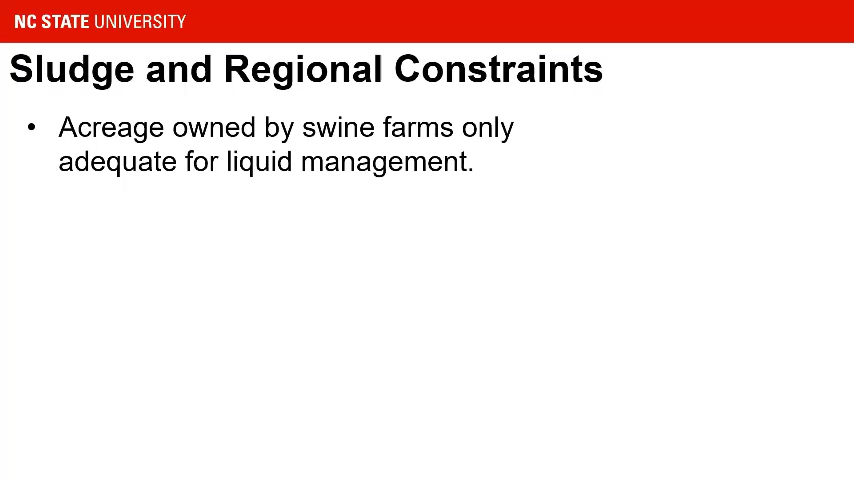 NC STATE UNIVERSITY
Sludge and Regional Constraints
• Acreage owned by swine farms only
adequate for liquid management.